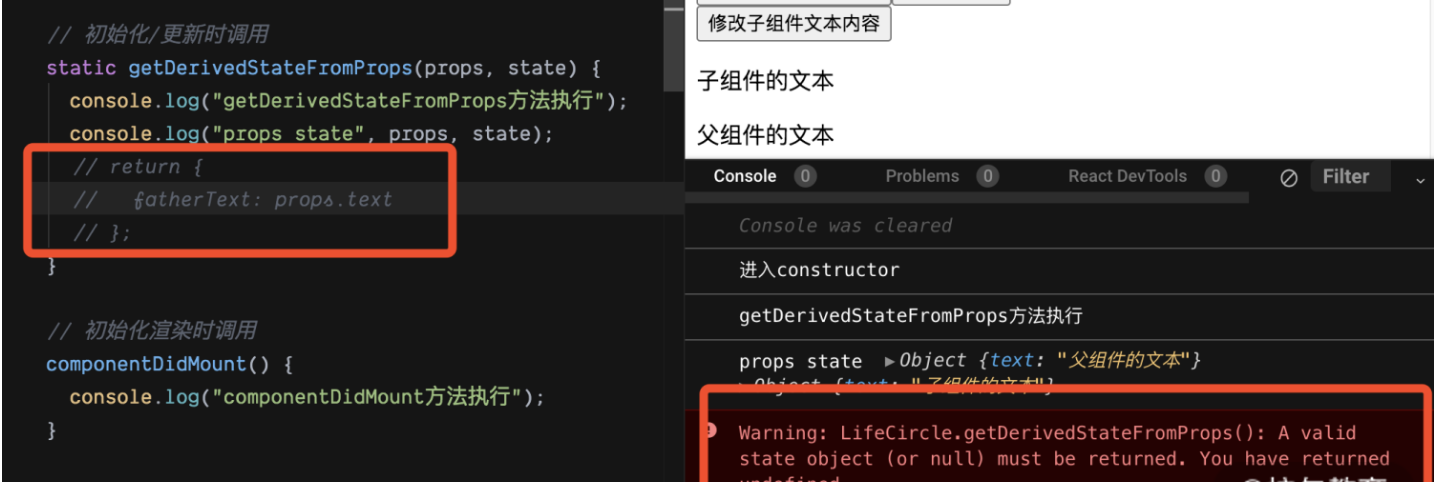 // 初始化/更新时调用
static getDerivedStateFromProps(props, state) {
console.log("getDerivedStateFromProps方法执行");
console.log("props state", props, state);
// return {
// fatherText: props.text
// };
}
// 初始化渲染时调用
componentDidMount() {
console.log("componentDidMount方法执行");
}
修改子组件文本内容
子组件的文本
父组件的文本
Console 0 Problems 0 React DevTools 0 Filter
Console was cleared
进入constructor
getDerivedStateFromProps方法执行
props state ▶Object {text: "父组件的文本"}
▶Object {text: "子组件的文本"}
Warning: LifeCircle.getDerivedStateFromProps(): A valid
state object (or null) must be returned. You have returned
undefined